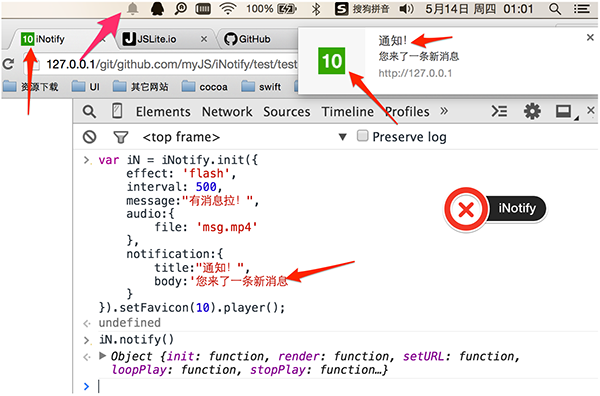 100%
搜狗拼音
5月14日 周四
01:01
10 iNotify
JSLite.io
GitHub
127.0.0.1/git/github.com/myJS/iNotify/test/test
资源下载
UI
其它网站
cocoa
swift
10
通知!
您来了一条新消息
http://127.0.0.1
Elements Network Sources Timeline Profiles »
<top frame> ▼ Preserve log
var iN = iNotify.init({
effect: 'flash',
interval: 500,
message:"有消息拉!",
audio:{
file: 'msg.mp4'
},
notification:{
title:"通知!",
body:'您来了一条新消息
}
}).setFavicon(10).player();
undefined
iN.notify()
Object {init: function, render: function, setURL: function,
loopPlay: function, stopPlay: function…}
iNotify